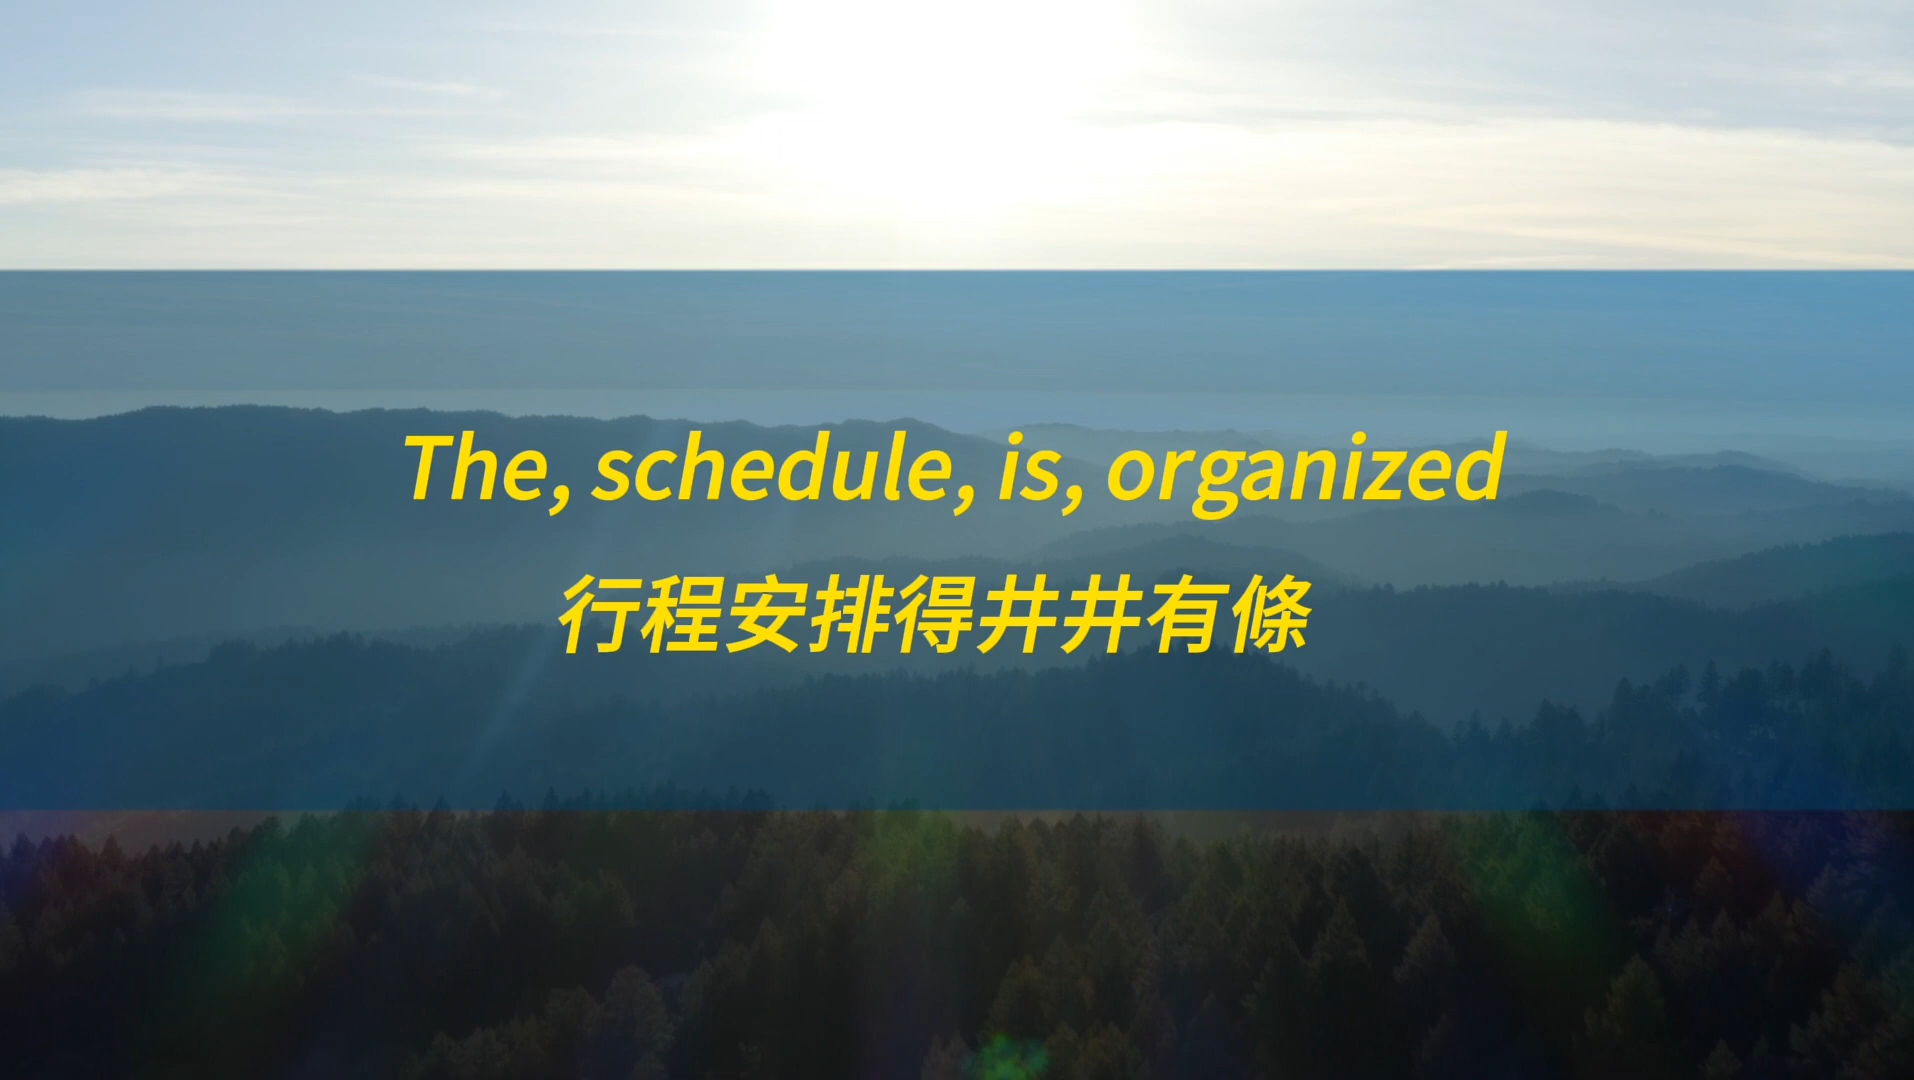 The, schedule, is, organized
行程安排得井井有條